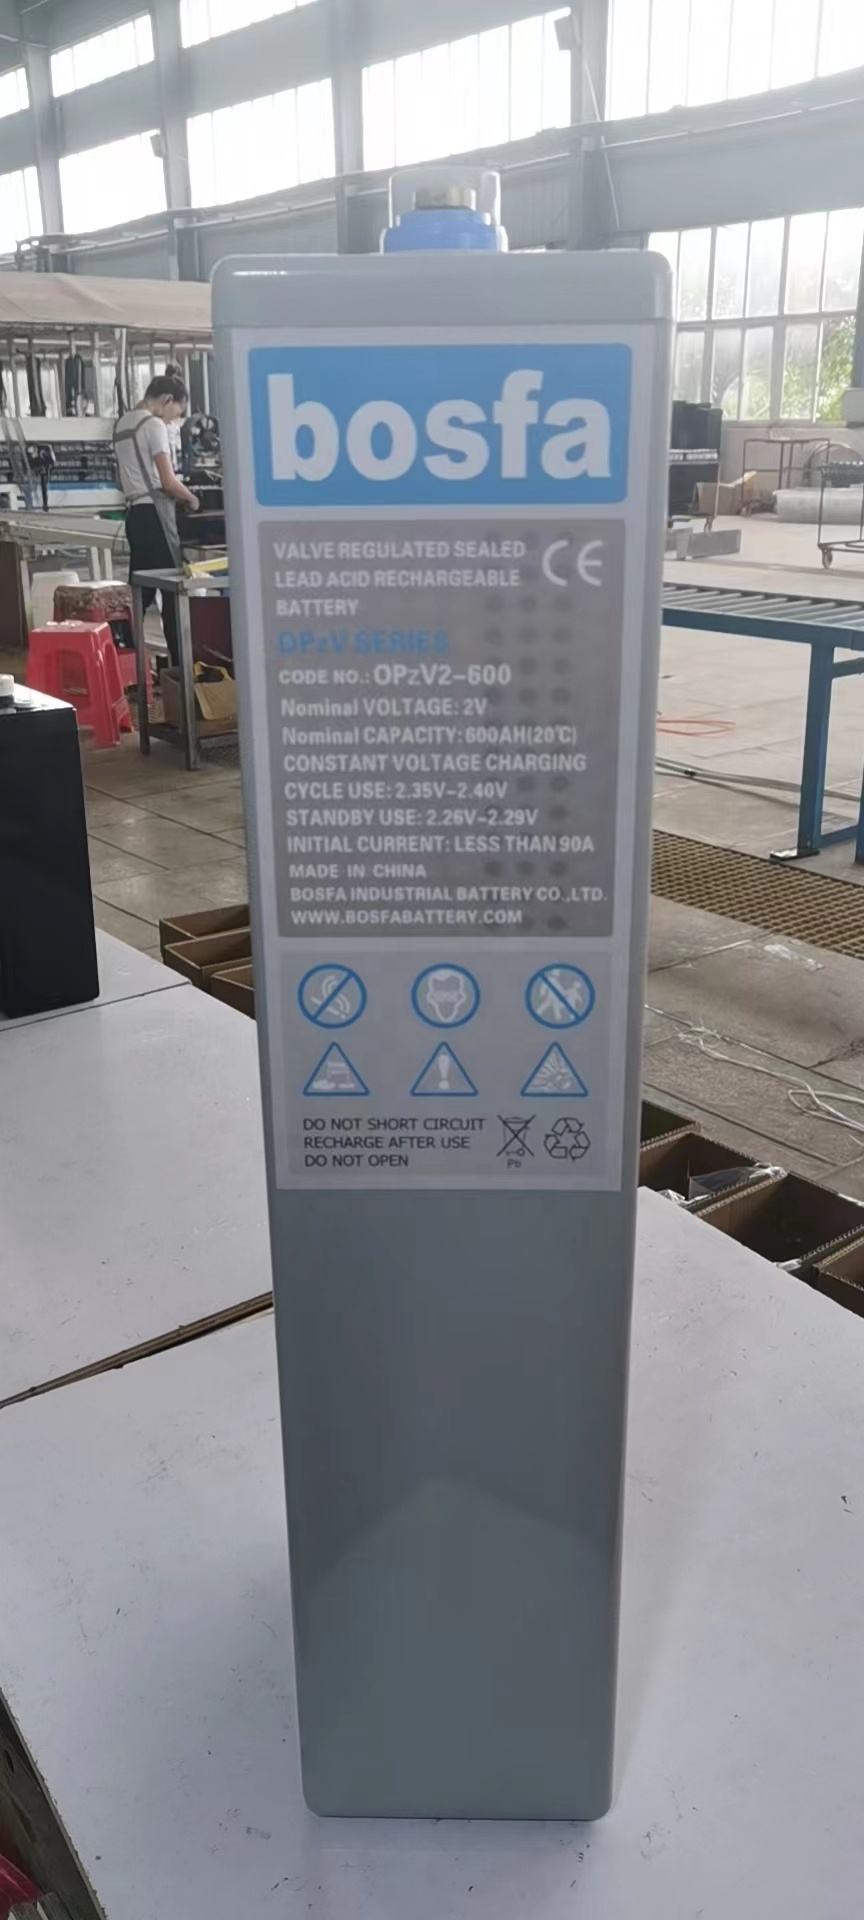 bosfa
VALVE REGULATED SEALED
LEAD ACID RECHARGEABLE
BATTERY
CE
OPzV SERIES
CODE NO.: OPzV2-600
Nominal VOLTAGE: 2V
Nominal CAPACITY: 600AH(20℃)
CONSTANT VOLTAGE CHARGING
CYCLE USE: 2.35V-2.40V
STANDBY USE: 2.26V-2.29V
INITIAL CURRENT: LESS THAN 90A
MADE IN CHINA
BOSFA INDUSTRIAL BATTERY CO.,LTD.
WWW.BOSFABATTERY.COM
DO NOT SHORT CIRCUIT
RECHARGE AFTER USE
DO NOT OPEN
Pb